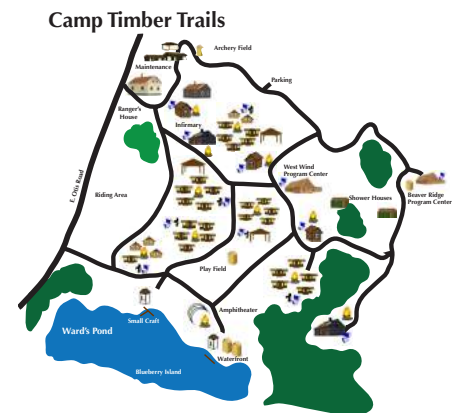 Camp Timber Trails
Archery Field
Maintenance
Parking
Ranger's
House
Infirmary
West Wind
Program Center
E. Otis Road
Riding Area
Shower Houses
Beaver Ridge
Program Center
Play Field
Amphitheater
Small Craft
Ward's Pond
Waterfront
Blueberry Island